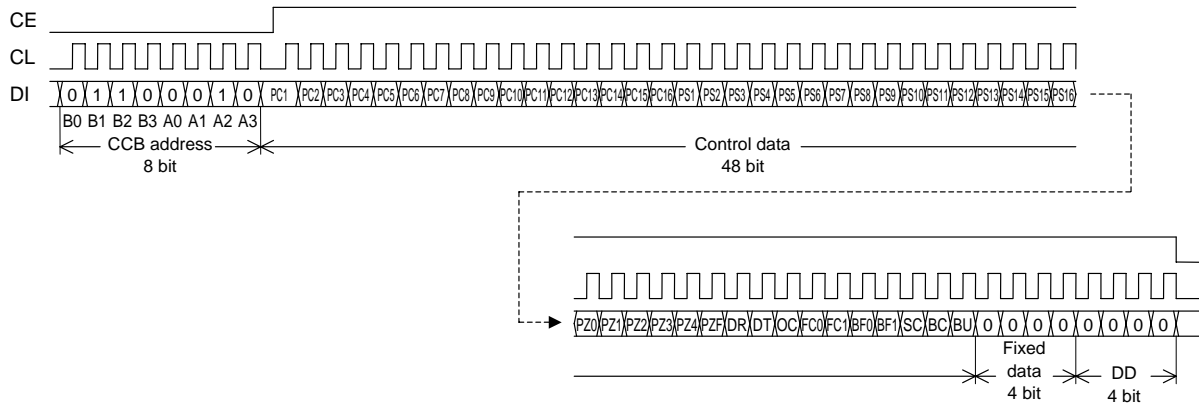 CE
CL
DI 0 1 1 0 0 0 1 0 PC1 PC2 PC3 PC4 PC5 PC6 PC7 PC8 PC9 PC10 PC11 PC12 PC13 PC14 PC15 PC16 PS1 PS2 PS3 PS4 PS5 PS6 PS7 PS8 PS9 PS10 PS11 PS12 PS13 PS14 PS15 PS16
B0 B1 B2 B3 A0 A1 A2 A3
CCB address
8 bit
Control data
48 bit
PZ0 PZ1 PZ2 PZ3 PZ4 PZF DR DT OC FC0 FC1 BF0 BF1 SC BC BU 0 0 0 0 0 0 0 0
Fixed
data
4 bit
DD
4 bit